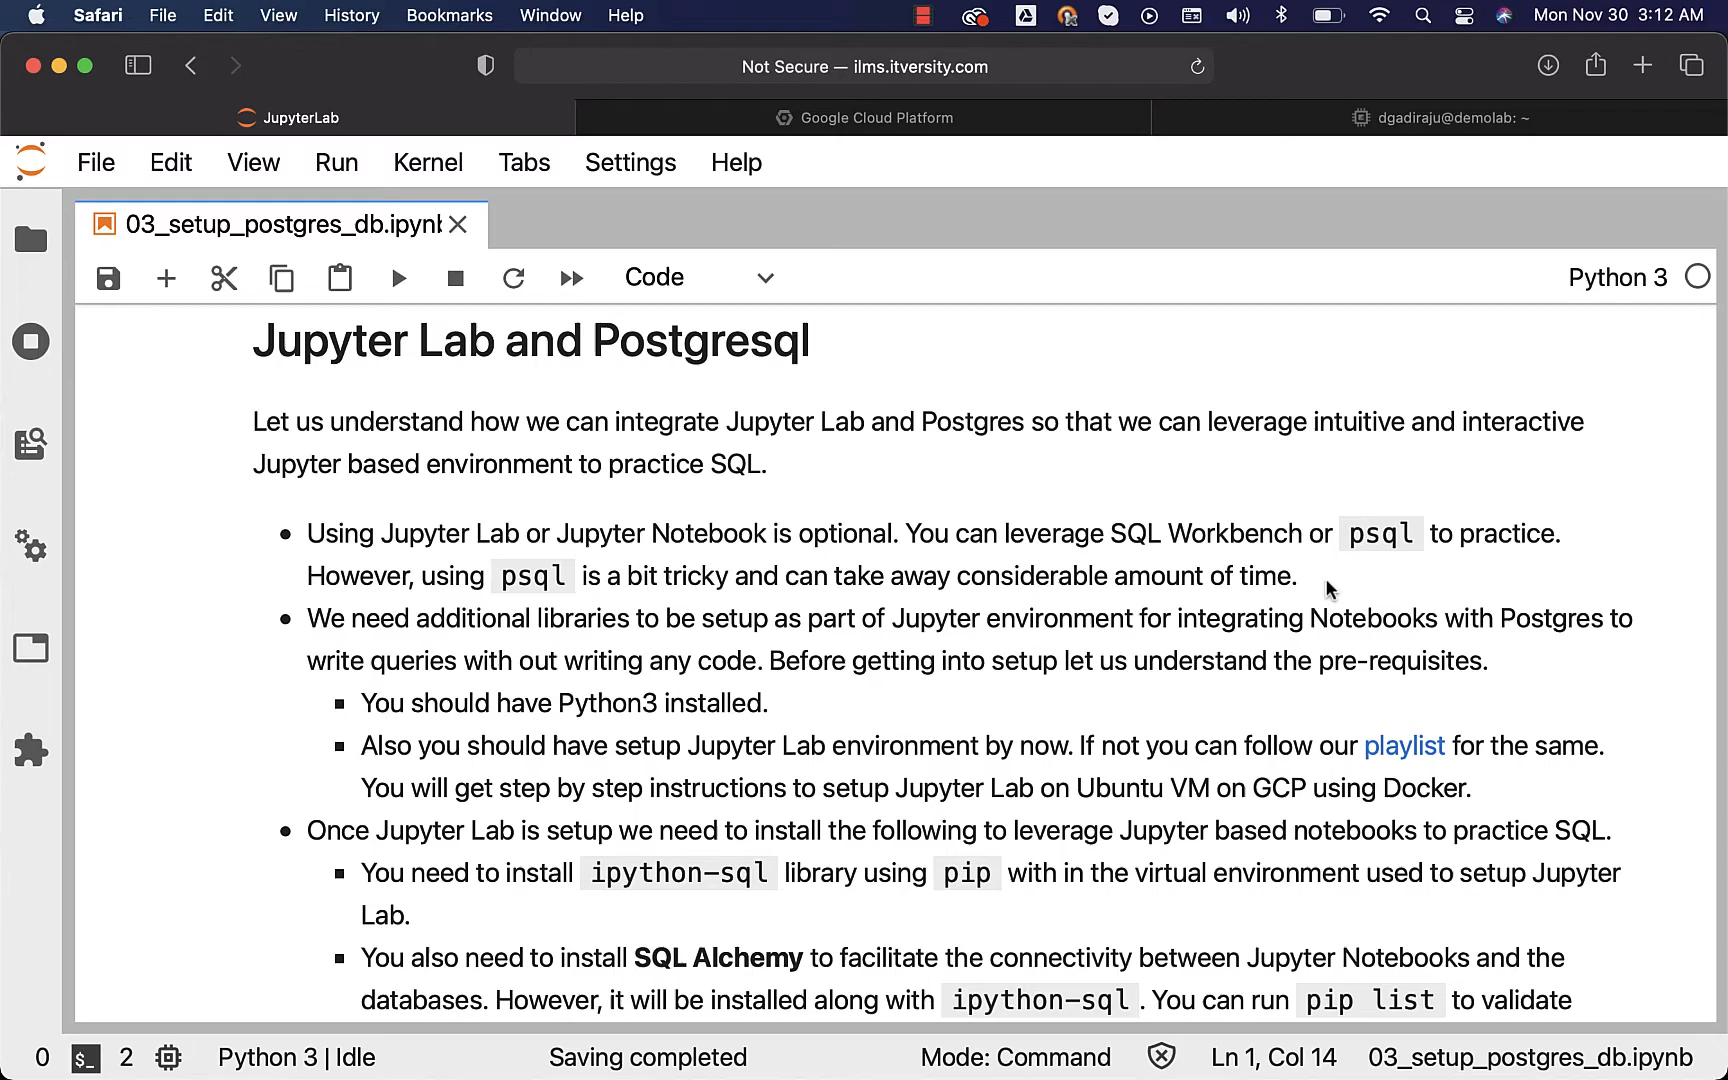 Safari File Edit View History Bookmarks Window Help Mon Nov 30 3:12 AM
Not Secure — ilms.itversity.com
JupyterLab Google Cloud Platform dgadiraju@demolab: ~
File Edit View Run Kernel Tabs Settings Help
03_setup_postgres_db.ipynb
Code Python 3
Jupyter Lab and Postgresql
Let us understand how we can integrate Jupyter Lab and Postgres so that we can leverage intuitive and interactive
Jupyter based environment to practice SQL.
• Using Jupyter Lab or Jupyter Notebook is optional. You can leverage SQL Workbench or psql to practice.
However, using psql is a bit tricky and can take away considerable amount of time.
• We need additional libraries to be setup as part of Jupyter environment for integrating Notebooks with Postgres to
write queries with out writing any code. Before getting into setup let us understand the pre-requisites.
▪ You should have Python3 installed.
▪ Also you should have setup Jupyter Lab environment by now. If not you can follow our playlist for the same.
You will get step by step instructions to setup Jupyter Lab on Ubuntu VM on GCP using Docker.
• Once Jupyter Lab is setup we need to install the following to leverage Jupyter based notebooks to practice SQL.
▪ You need to install ipython-sql library using pip with in the virtual environment used to setup Jupyter
Lab.
▪ You also need to install SQL Alchemy to facilitate the connectivity between Jupyter Notebooks and the
databases. However, it will be installed along with ipython-sql. You can run pip list to validate
0 $_ 2 Python 3 | Idle Saving completed Mode: Command Ln 1, Col 14 03_setup_postgres_db.ipynb